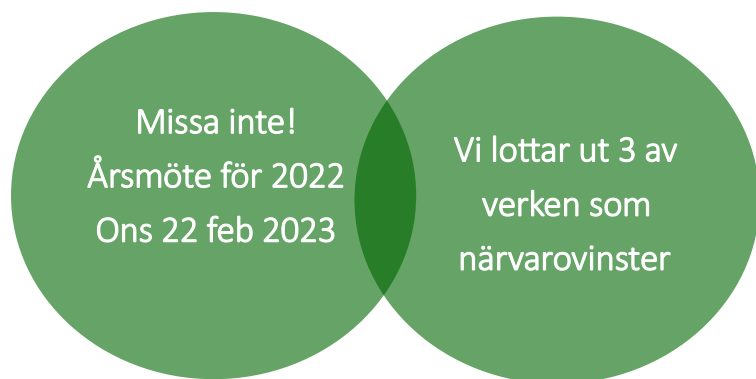 Missa inte!
Årsmöte för 2022
Ons 22 feb 2023
Vi lottar ut 3 av
verken som
närvarovinster